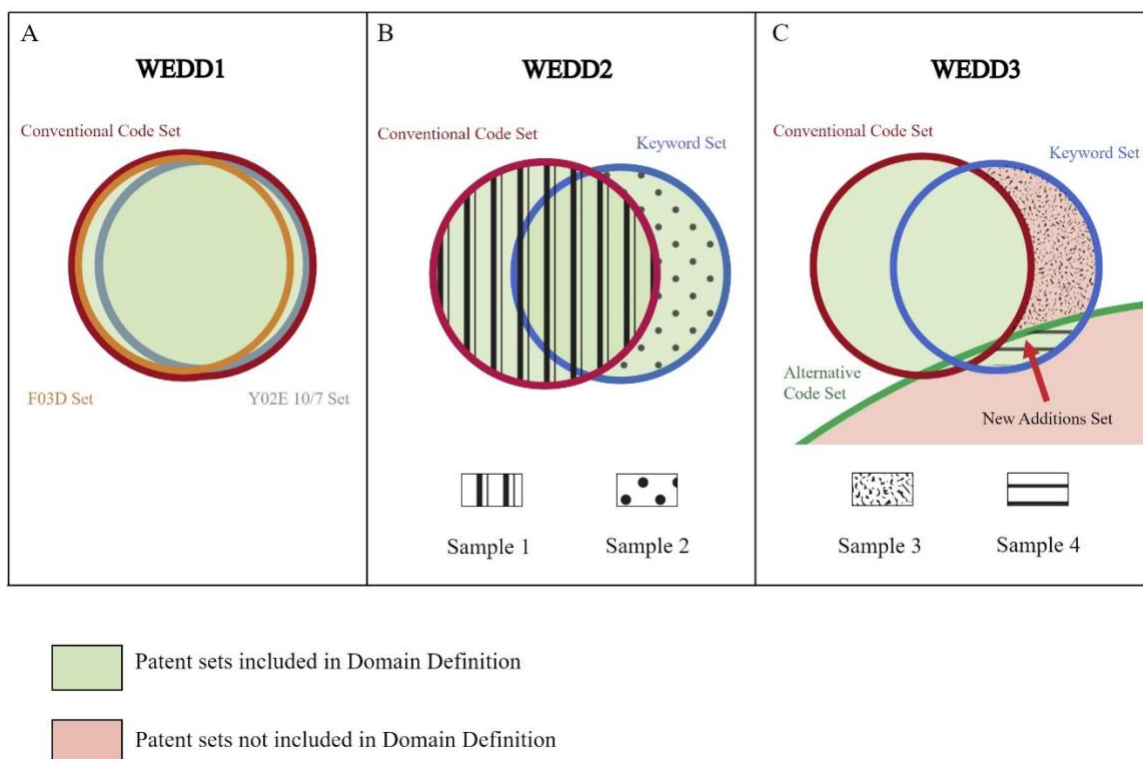 A
WEDD1
Conventional Code Set
F03D Set
Y02E 10/7 Set
B
WEDD2
Conventional Code Set
Keyword Set
Sample 1
Sample 2
C
WEDD3
Conventional Code Set
Keyword Set
Alternative
Code Set
New Additions Set
Sample 3
Sample 4
Patent sets included in Domain Definition
Patent sets not included in Domain Definition